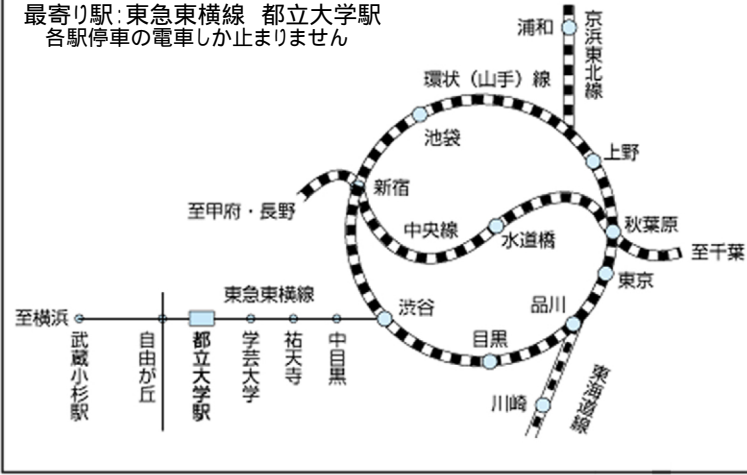 最寄り駅:東急東横線 都立大学駅
各駅停車の電車しか止まりません
浦和
京浜東北線
環状(山手)線
池袋
上野
新宿
至甲府・長野
中央線
水道橋
秋葉原
至千葉
東京
東急東横線
渋谷
品川
目黒
至横浜
武蔵小杉駅
自由が丘
都立大学駅
学芸大学
祐天寺
中目黒
川崎
東海道線